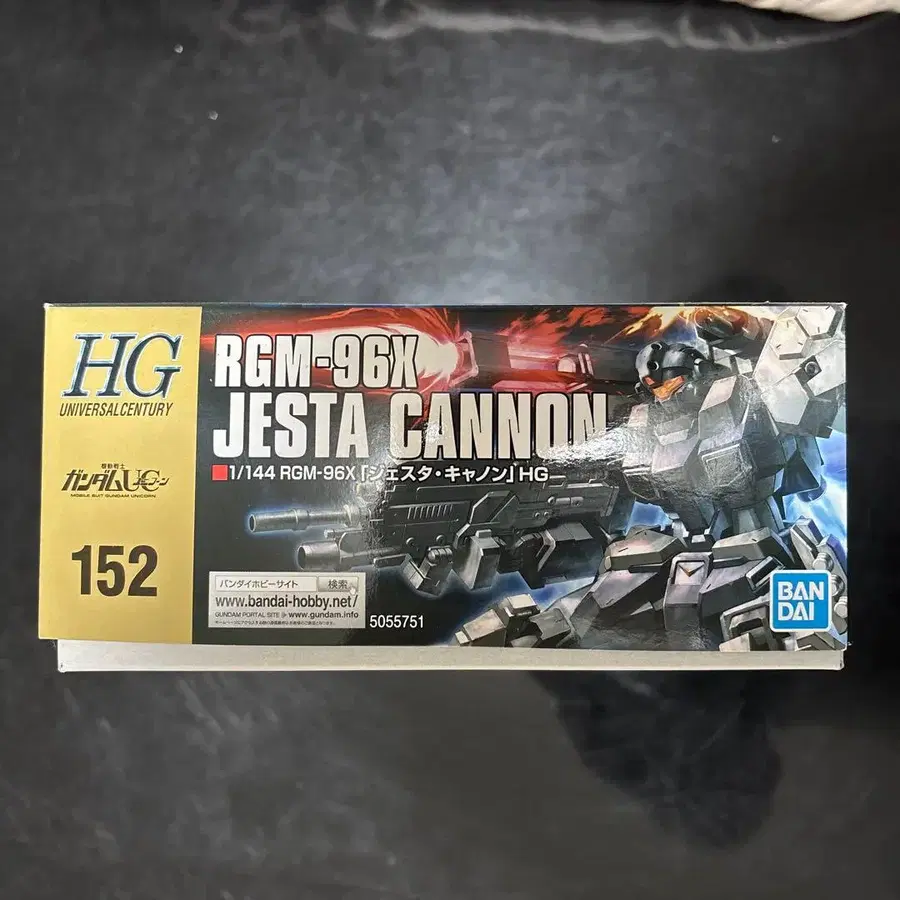 HG
UNIVERSALCENTURY
機動戦士
ガンダムUC
MOBILE SUIT GUNDAM UNICORN
152
RGM-96X
JESTA CANNON
1/144 RGM-96X「ジェスタ・キャノン」HG
バンダイホビーサイト 検索
www.bandai-hobby.net/
GUNDAM PORTAL SITE www.gundam.info
5055751
BAN
DAI